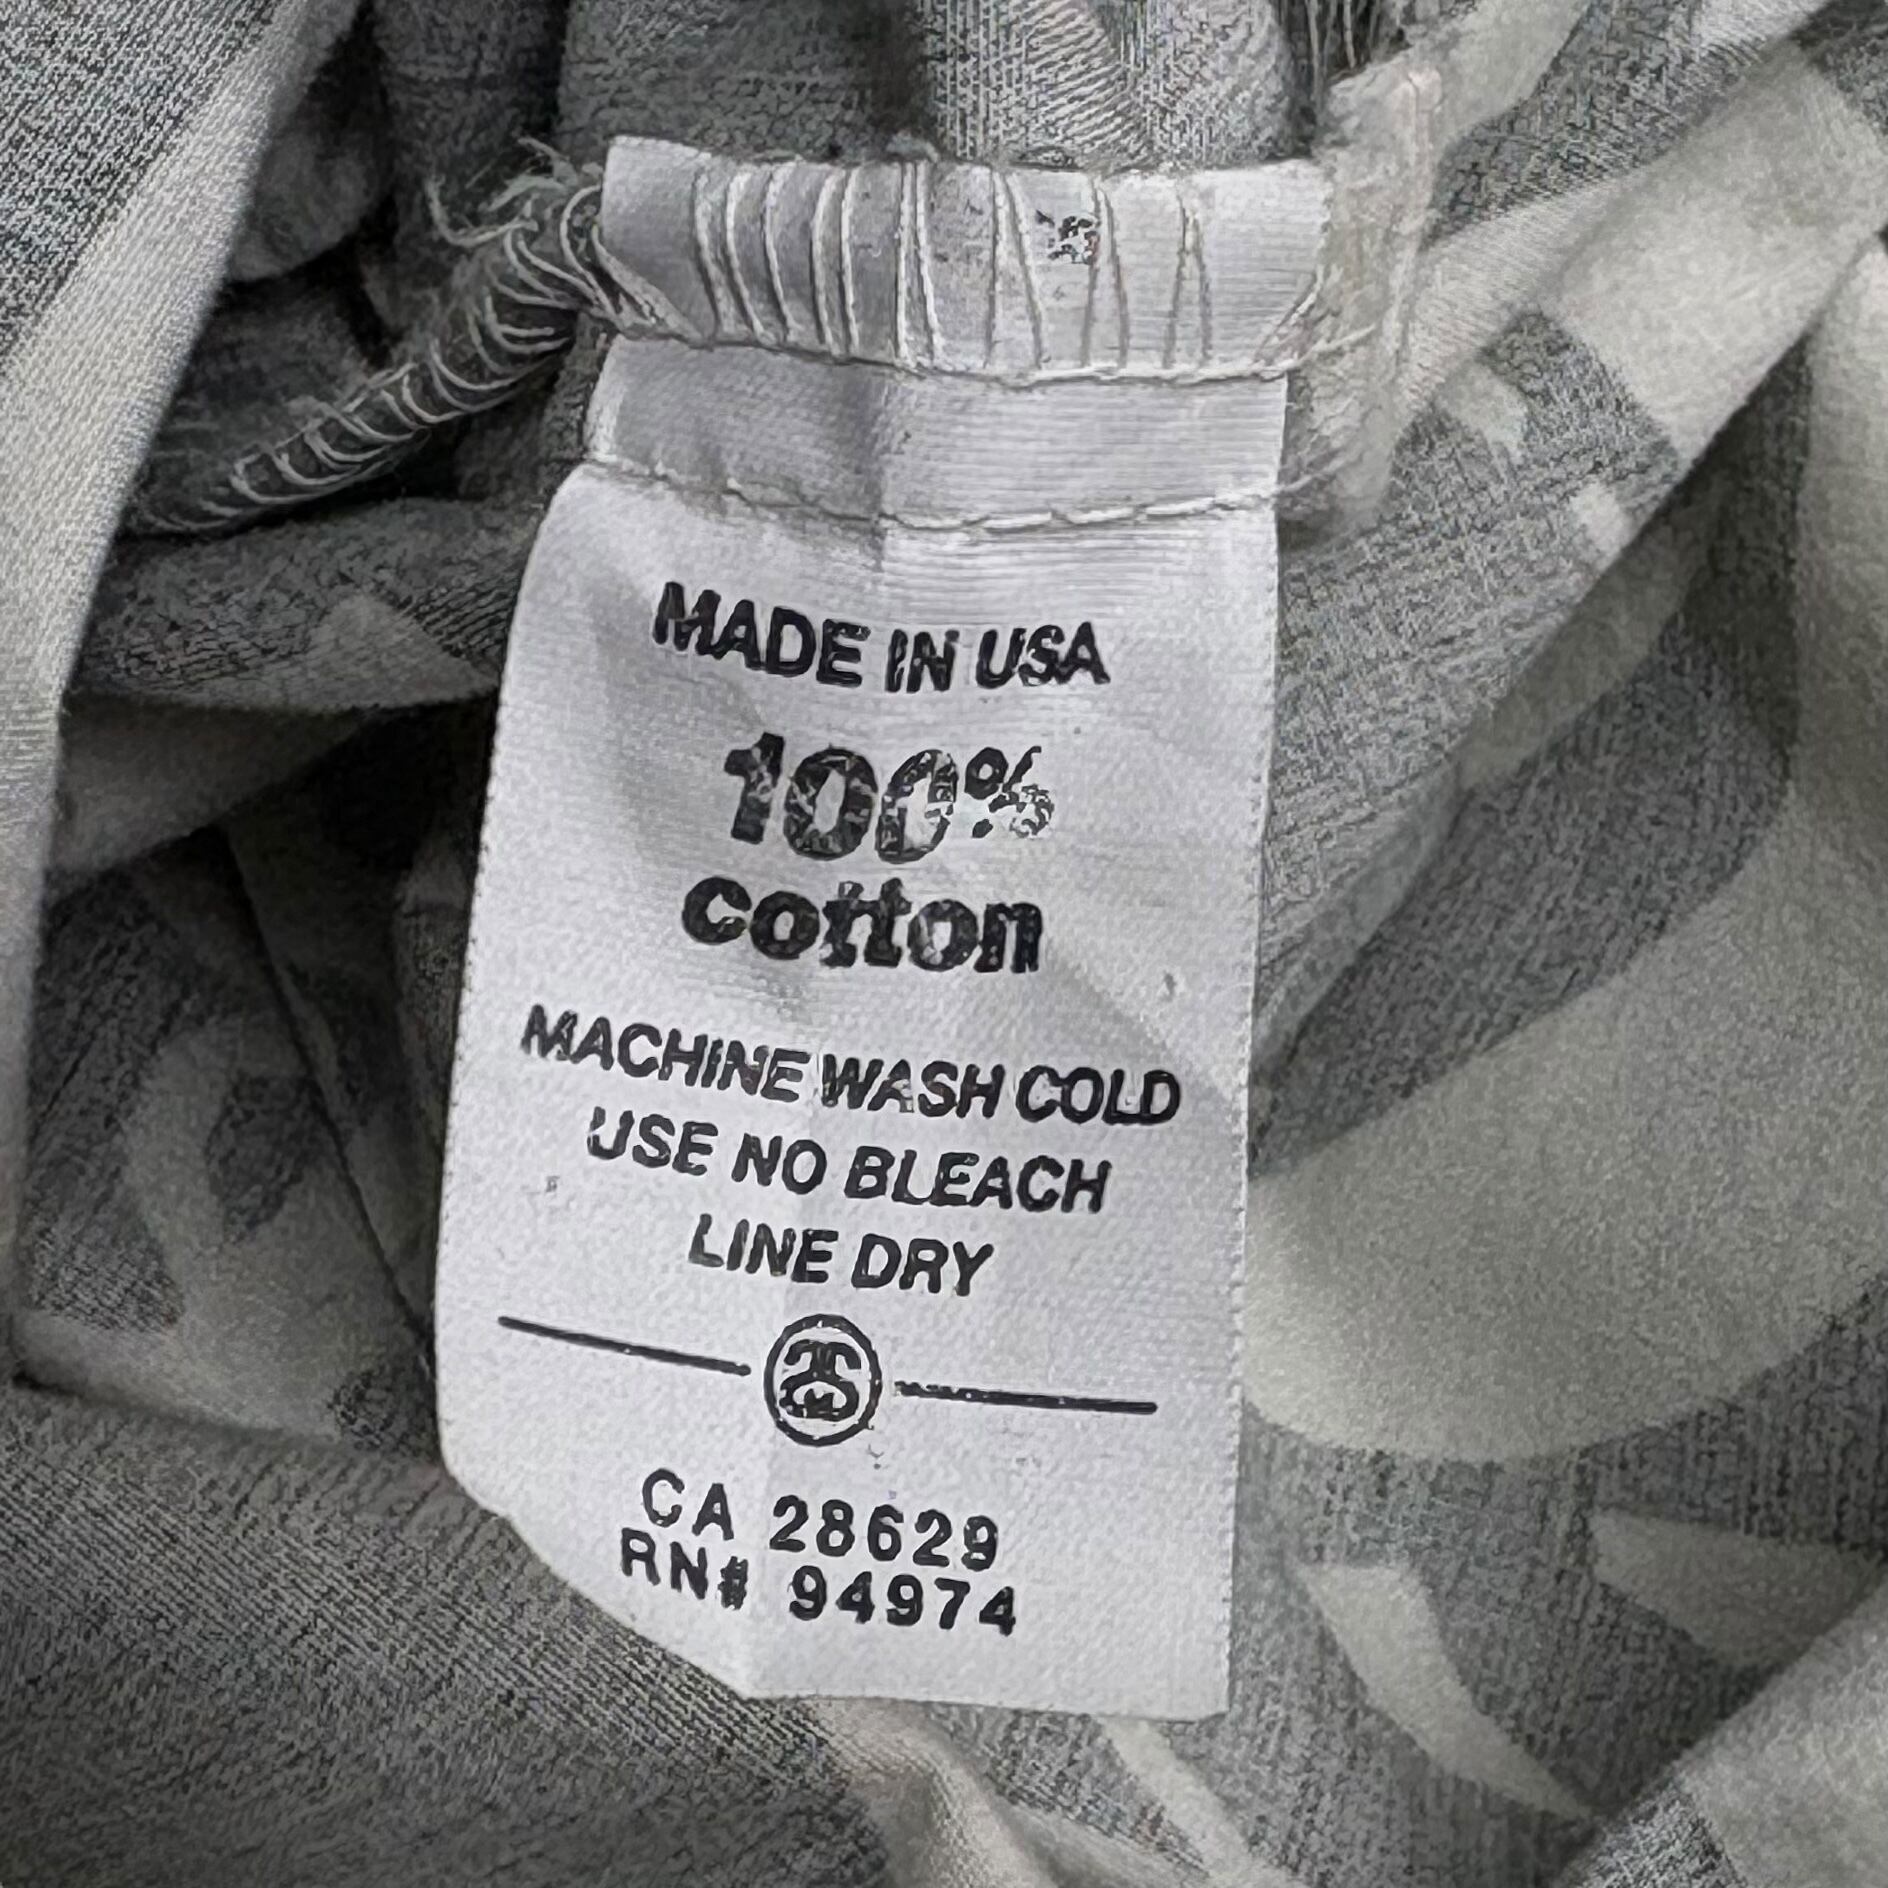 MADE IN USA
100%
cotton
MACHINE WASH COLD
USE NO BLEACH
LINE DRY
CA 28629
RN# 94974